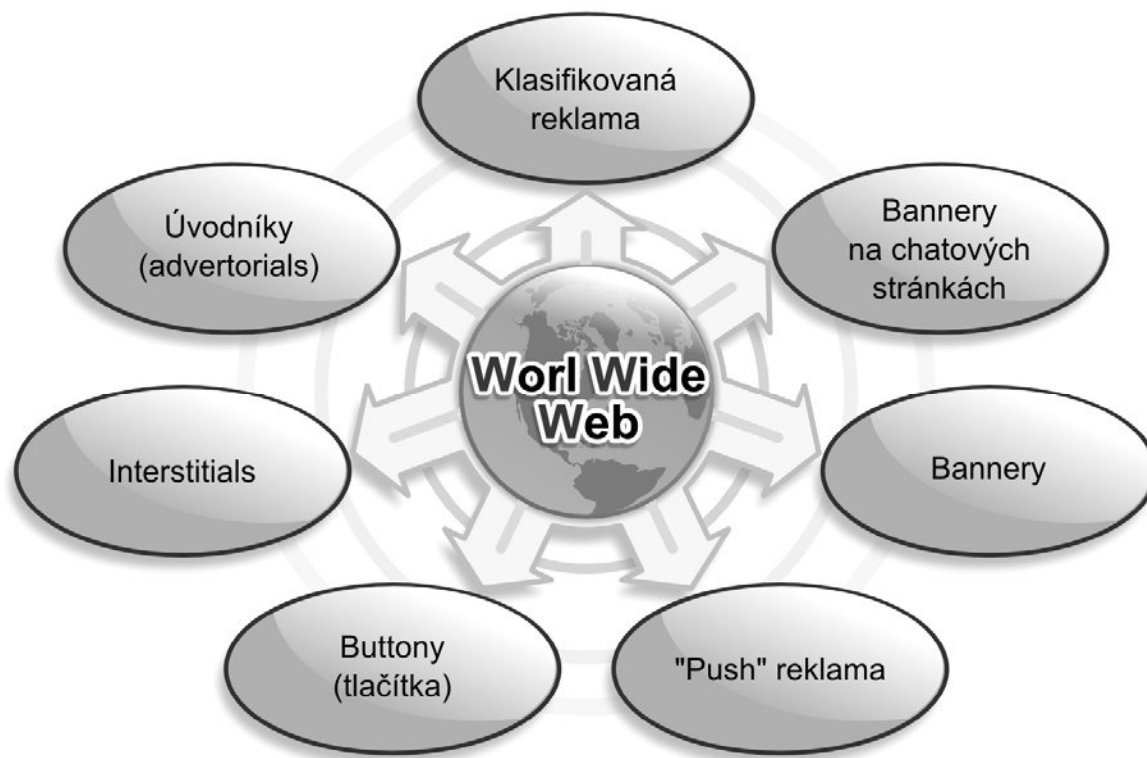 Klasifikovaná
reklama
Úvodníky
(advertorials)
Bannery
na chatových
stránkách
Worl Wide
Web
Interstitials
Bannery
Buttony
(tlačítka)
"Push" reklama